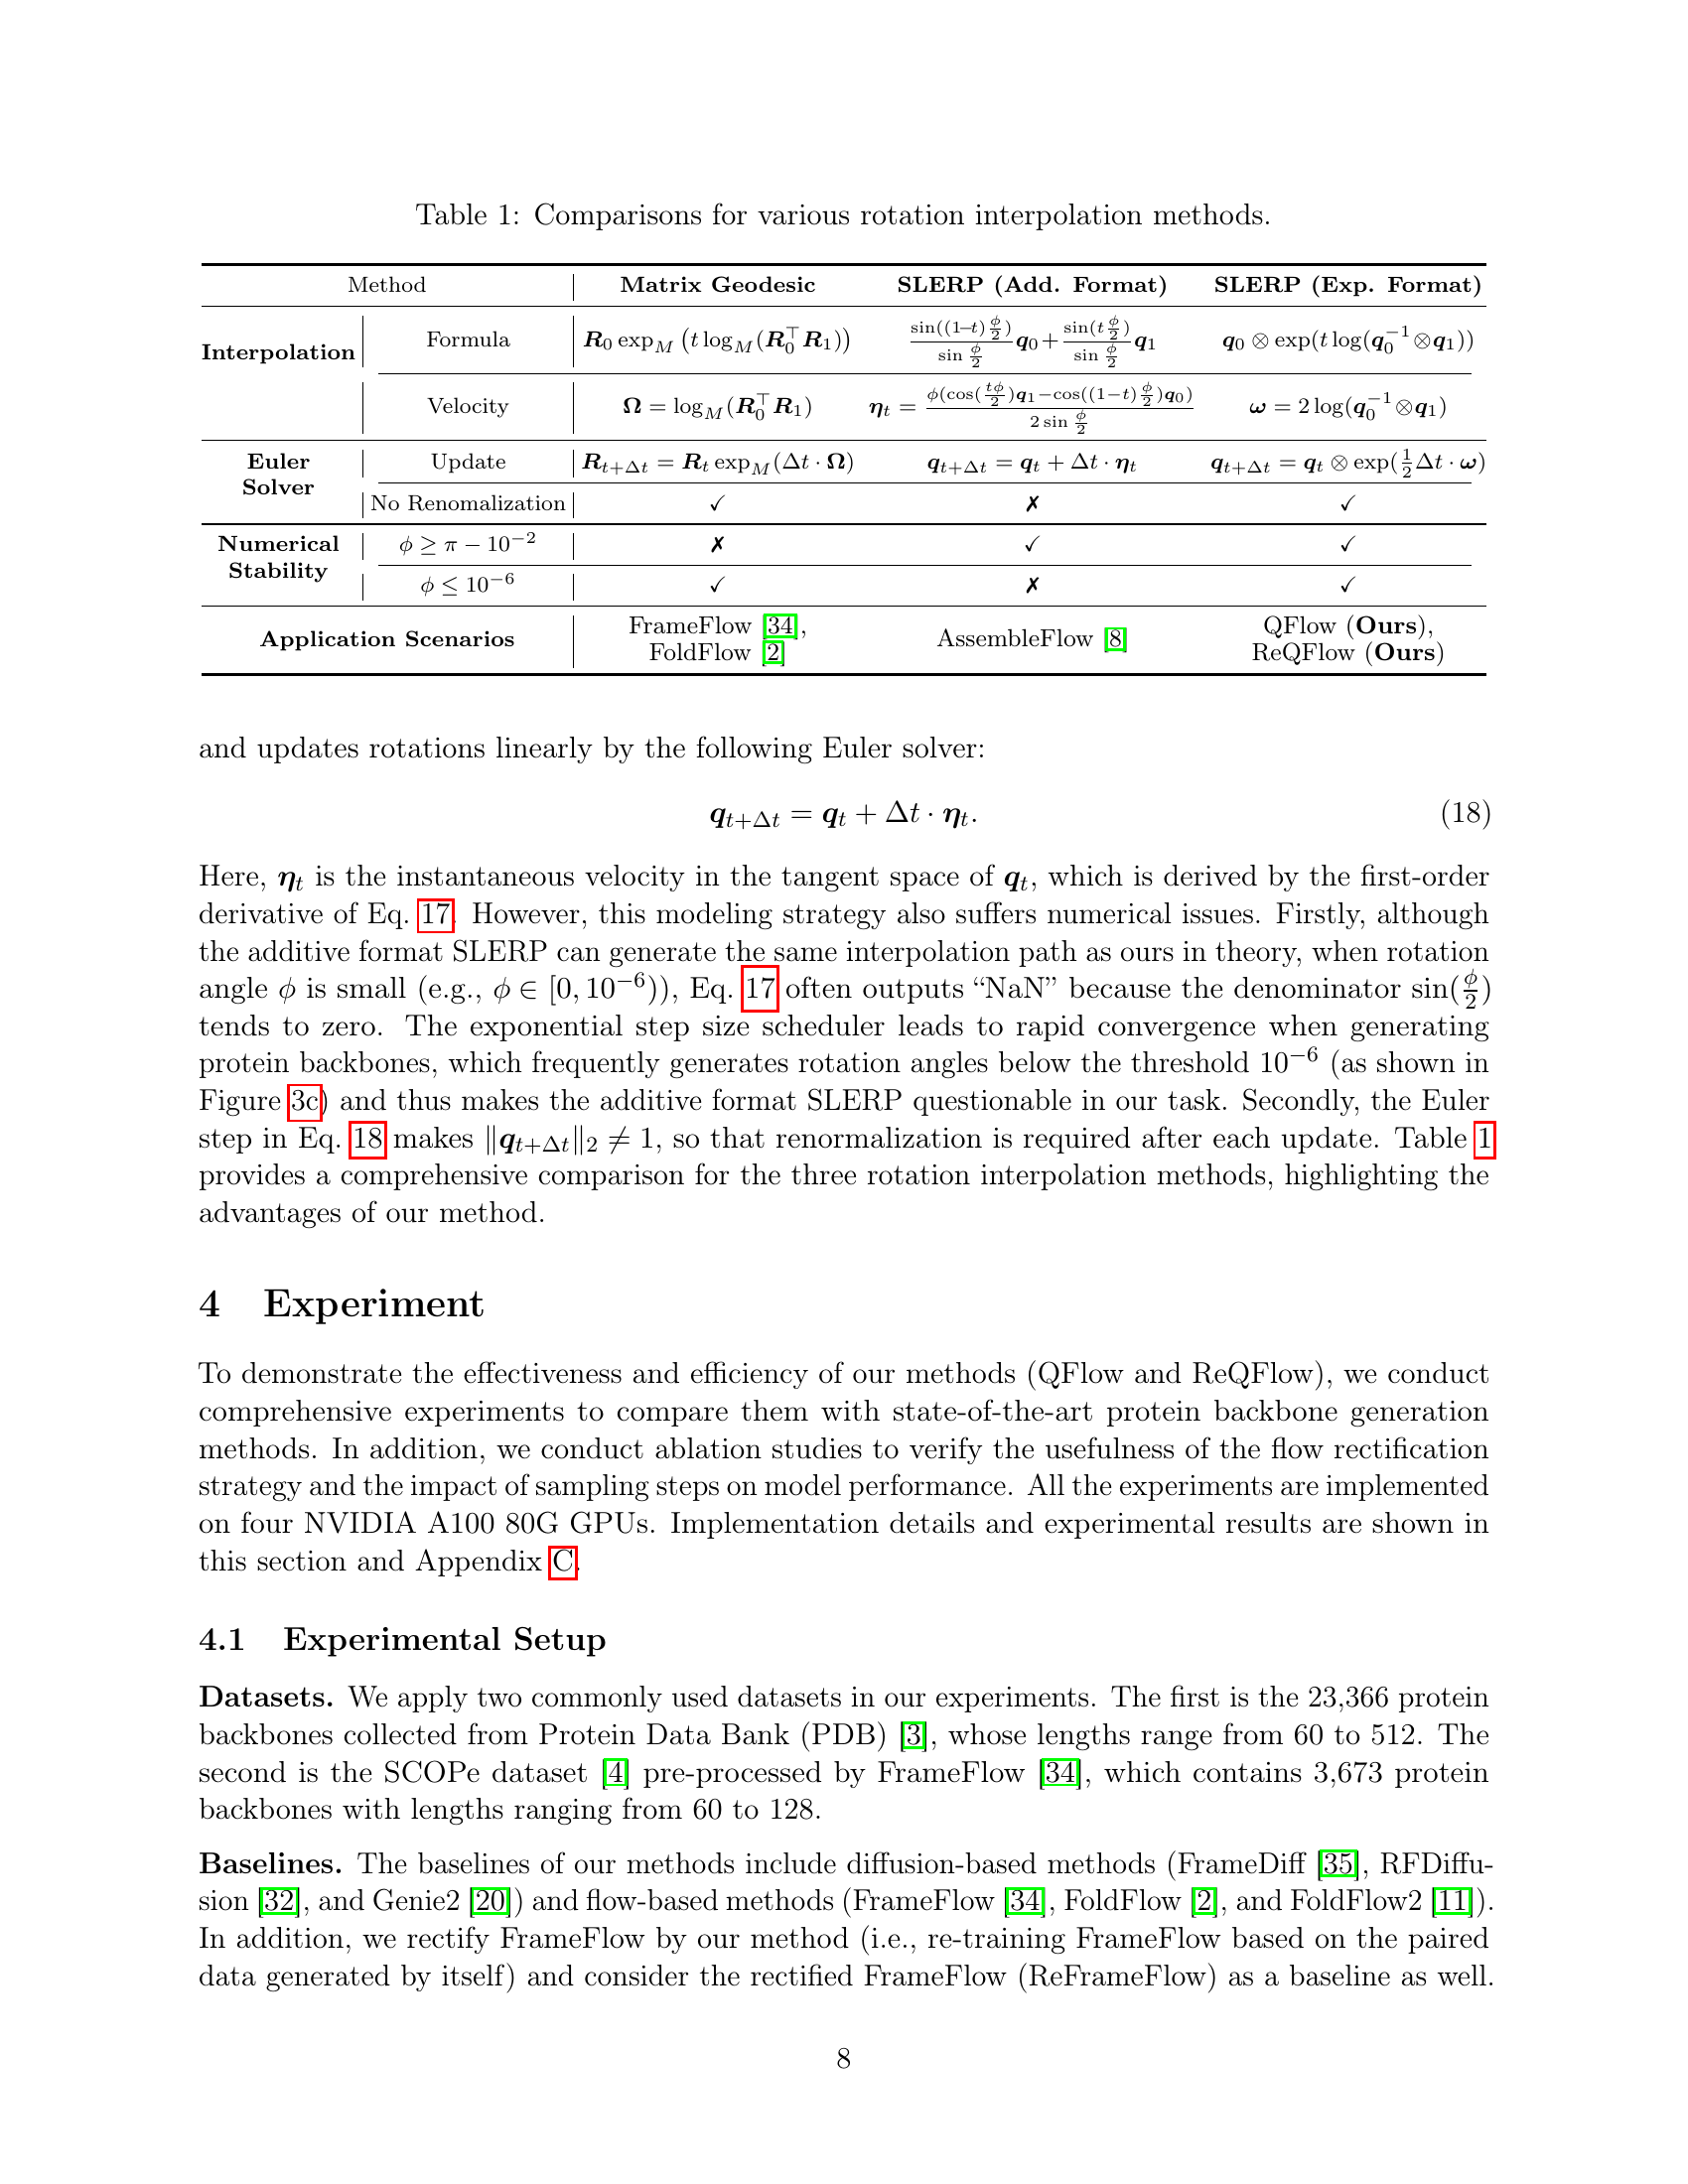 Table 1: Comparisons for various rotation interpolation methods.
Method | Matrix Geodesic | SLERP (Add. Format) | SLERP (Exp. Format)
Interpolation | Formula | $\boldsymbol{R}_0 \exp_M \left(t \log_M(\boldsymbol{R}_0^\top \boldsymbol{R}_1)\right)$ | $\frac{\sin((1-t)\frac{\phi}{2})}{\sin\frac{\phi}{2}}\boldsymbol{q}_0 + \frac{\sin(t\frac{\phi}{2})}{\sin\frac{\phi}{2}}\boldsymbol{q}_1$ | $\boldsymbol{q}_0 \otimes \exp(t \log(\boldsymbol{q}_0^{-1} \otimes \boldsymbol{q}_1))$
Velocity | $\boldsymbol{\Omega} = \log_M(\boldsymbol{R}_0^\top \boldsymbol{R}_1)$ | $\boldsymbol{\eta}_t = \frac{\phi(\cos(\frac{t\phi}{2})\boldsymbol{q}_1 - \cos((1-t)\frac{\phi}{2})\boldsymbol{q}_0)}{2\sin\frac{\phi}{2}}$ | $\boldsymbol{\omega} = 2\log(\boldsymbol{q}_0^{-1} \otimes \boldsymbol{q}_1)$
Euler Solver | Update | $\boldsymbol{R}_{t+\Delta t} = \boldsymbol{R}_t \exp_M(\Delta t \cdot \boldsymbol{\Omega})$ | $\boldsymbol{q}_{t+\Delta t} = \boldsymbol{q}_t + \Delta t \cdot \boldsymbol{\eta}_t$ | $\boldsymbol{q}_{t+\Delta t} = \boldsymbol{q}_t \otimes \exp(\frac{1}{2}\Delta t \cdot \boldsymbol{\omega})$
No Renomalization | ✓ | ✗ | ✓
Numerical Stability | $\phi \geq \pi - 10^{-2}$ | ✗ | ✓ | ✓
$\phi \leq 10^{-6}$ | ✓ | ✗ | ✓
Application Scenarios | FrameFlow [34], FoldFlow [2] | AssembleFlow [8] | QFlow (Ours), ReQFlow (Ours)
and updates rotations linearly by the following Euler solver:
$\boldsymbol{q}_{t+\Delta t} = \boldsymbol{q}_t + \Delta t \cdot \boldsymbol{\eta}_t.$ (18)
Here, $\boldsymbol{\eta}_t$ is the instantaneous velocity in the tangent space of $\boldsymbol{q}_t$, which is derived by the first-order
derivative of Eq. 17. However, this modeling strategy also suffers numerical issues. Firstly, although
the additive format SLERP can generate the same interpolation path as ours in theory, when rotation
angle $\phi$ is small (e.g., $\phi \in [0, 10^{-6})$), Eq. 17 often outputs “NaN” because the denominator $\sin(\frac{\phi}{2})$
tends to zero. The exponential step size scheduler leads to rapid convergence when generating
protein backbones, which frequently generates rotation angles below the threshold $10^{-6}$ (as shown in
Figure 3c) and thus makes the additive format SLERP questionable in our task. Secondly, the Euler
step in Eq. 18 makes $\|\boldsymbol{q}_{t+\Delta t}\|_2 \neq 1$, so that renormalization is required after each update. Table 1
provides a comprehensive comparison for the three rotation interpolation methods, highlighting the
advantages of our method.
4 Experiment
To demonstrate the effectiveness and efficiency of our methods (QFlow and ReQFlow), we conduct
comprehensive experiments to compare them with state-of-the-art protein backbone generation
methods. In addition, we conduct ablation studies to verify the usefulness of the flow rectification
strategy and the impact of sampling steps on model performance. All the experiments are implemented
on four NVIDIA A100 80G GPUs. Implementation details and experimental results are shown in
this section and Appendix C.
4.1 Experimental Setup
Datasets. We apply two commonly used datasets in our experiments. The first is the 23,366 protein
backbones collected from Protein Data Bank (PDB) [3], whose lengths range from 60 to 512. The
second is the SCOPe dataset [4] pre-processed by FrameFlow [34], which contains 3,673 protein
backbones with lengths ranging from 60 to 128.
Baselines. The baselines of our methods include diffusion-based methods (FrameDiff [35], RFDiffu-
sion [32], and Genie2 [20]) and flow-based methods (FrameFlow [34], FoldFlow [2], and FoldFlow2 [11]).
In addition, we rectify FrameFlow by our method (i.e., re-training FrameFlow based on the paired
data generated by itself) and consider the rectified FrameFlow (ReFrameFlow) as a baseline as well.
8